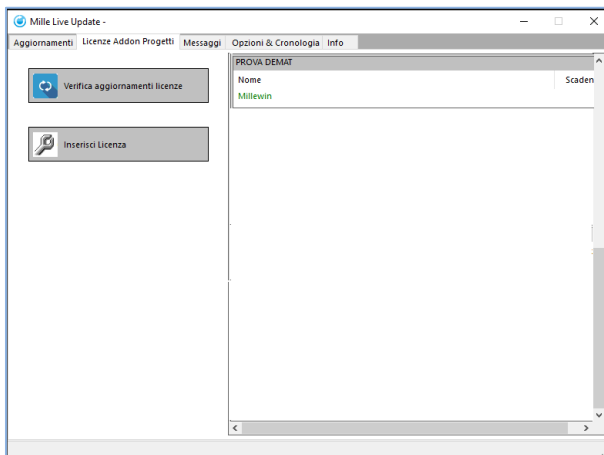 Mille Live Update -
Aggiornamenti Licenze Addon Progetti Messaggi Opzioni & Cronologia Info
Verifica aggiornamenti licenze
Inserisci Licenza
PROVA DEMAT
Nome Scaden
Millewin